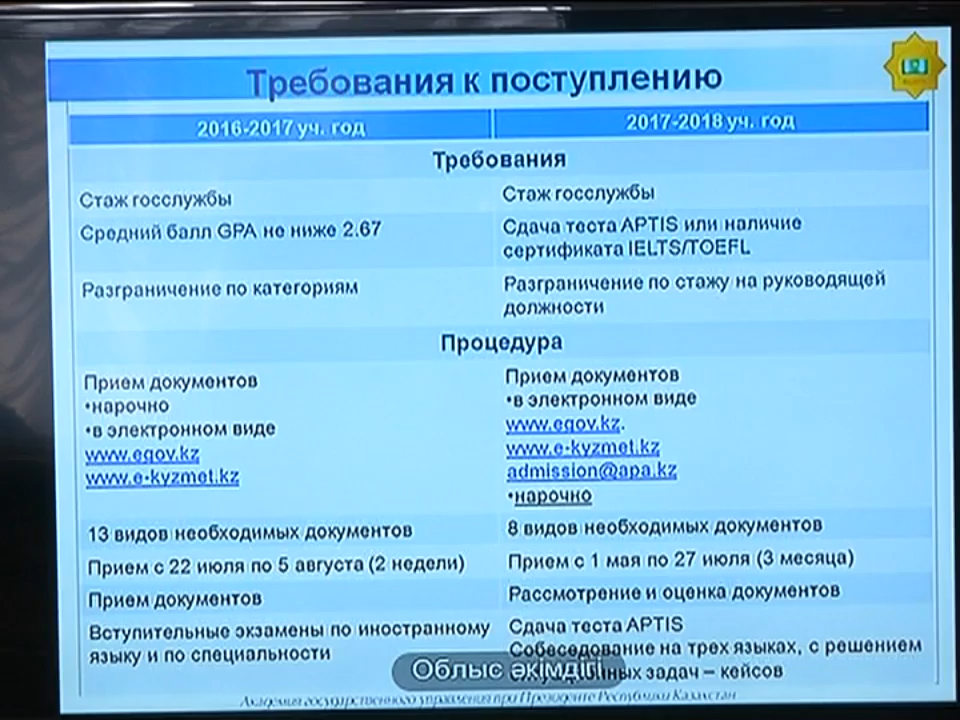 Требования к поступлению
2016-2017 уч. год
2017-2018 уч. год
Требования
Стаж госслужбы
Стаж госслужбы
Средний балл GPA не ниже 2.67
Сдача теста APTIS или наличие
сертификата IELTS/TOEFL
Разграничение по категориям
Разграничение по стажу на руководящей
должности
Процедура
Прием документов
•нарочно
•в электронном виде
www.egov.kz
www.e-kyzmet.kz
Прием документов
•в электронном виде
www.egov.kz.
www.e-kyzmet.kz
admission@apa.kz
•нарочно
13 видов необходимых документов
8 видов необходимых документов
Прием с 22 июля по 5 августа (2 недели)
Прием с 1 мая по 27 июля (3 месяца)
Прием документов
Рассмотрение и оценка документов
Вступительные экзамены по иностранному
языку и по специальности
Сдача теста APTIS
Собеседование на трех языках, с решением
задач – кейсов
Облыс әкімдігі
Академия государственного управления при Президенте Республики Казахстан